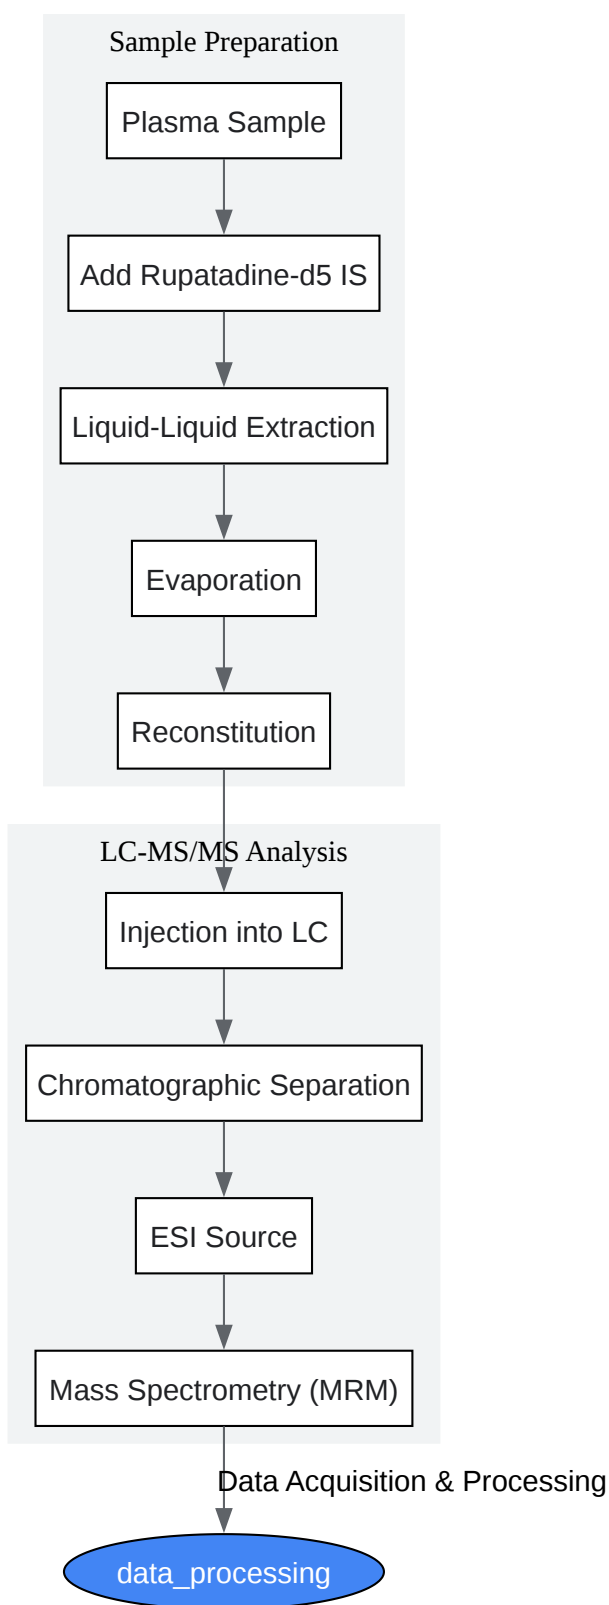 Sample Preparation
Plasma Sample
Add Rupatadine-d5 IS
Liquid-Liquid Extraction
Evaporation
Reconstitution
LC-MS/MS Analysis
Injection into LC
Chromatographic Separation
ESI Source
Mass Spectrometry (MRM)
Data Acquisition & Processing
data_processing